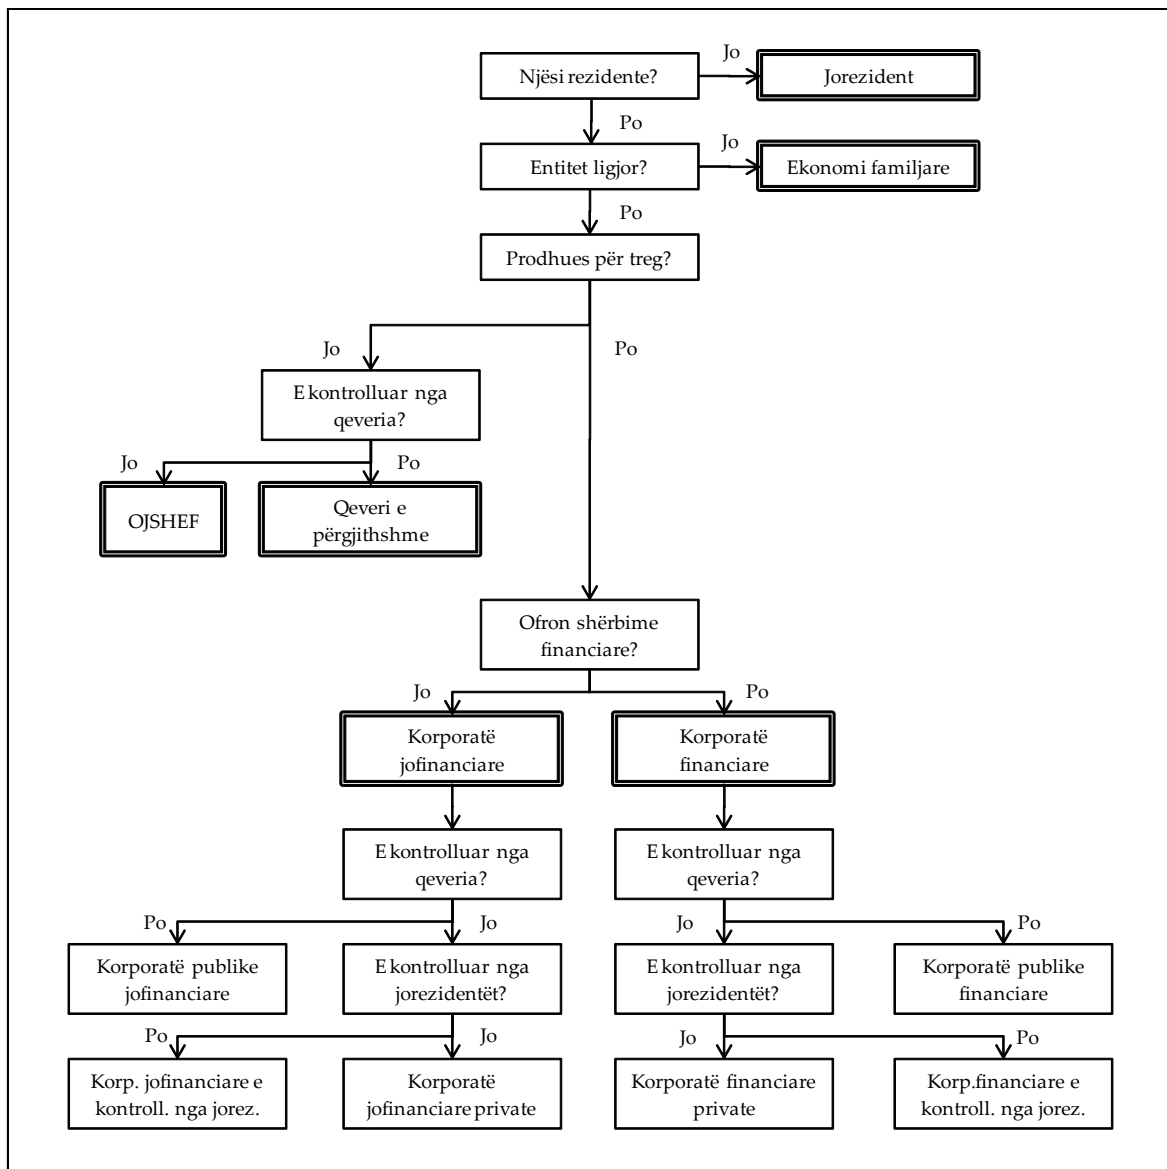 Njësi rezidente?
Jo
Jorezident
Po
Entitet ligjor?
Jo
Ekonomi familjare
Po
Prodhues për treg?
Jo
Po
E kontrolluar nga
qeveria?
Jo
Po
OJSHEF
Qeveri e
përgjithshme
Ofron shërbime
financiare?
Jo
Po
Korporatë
jofinanciare
Korporatë
financiare
E kontrolluar nga
qeveria?
E kontrolluar nga
qeveria?
Po
Jo
Jo
Po
Korporatë publike
jofinanciare
E kontrolluar nga
jorezidentët?
E kontrolluar nga
jorezidentët?
Korporatë publike
financiare
Po
Jo
Jo
Po
Korp. jofinanciare e
kontroll. nga jorez.
Korporatë
jofinanciare private
Korporatë financiare
private
Korp.financiare e
kontroll. nga jorez.